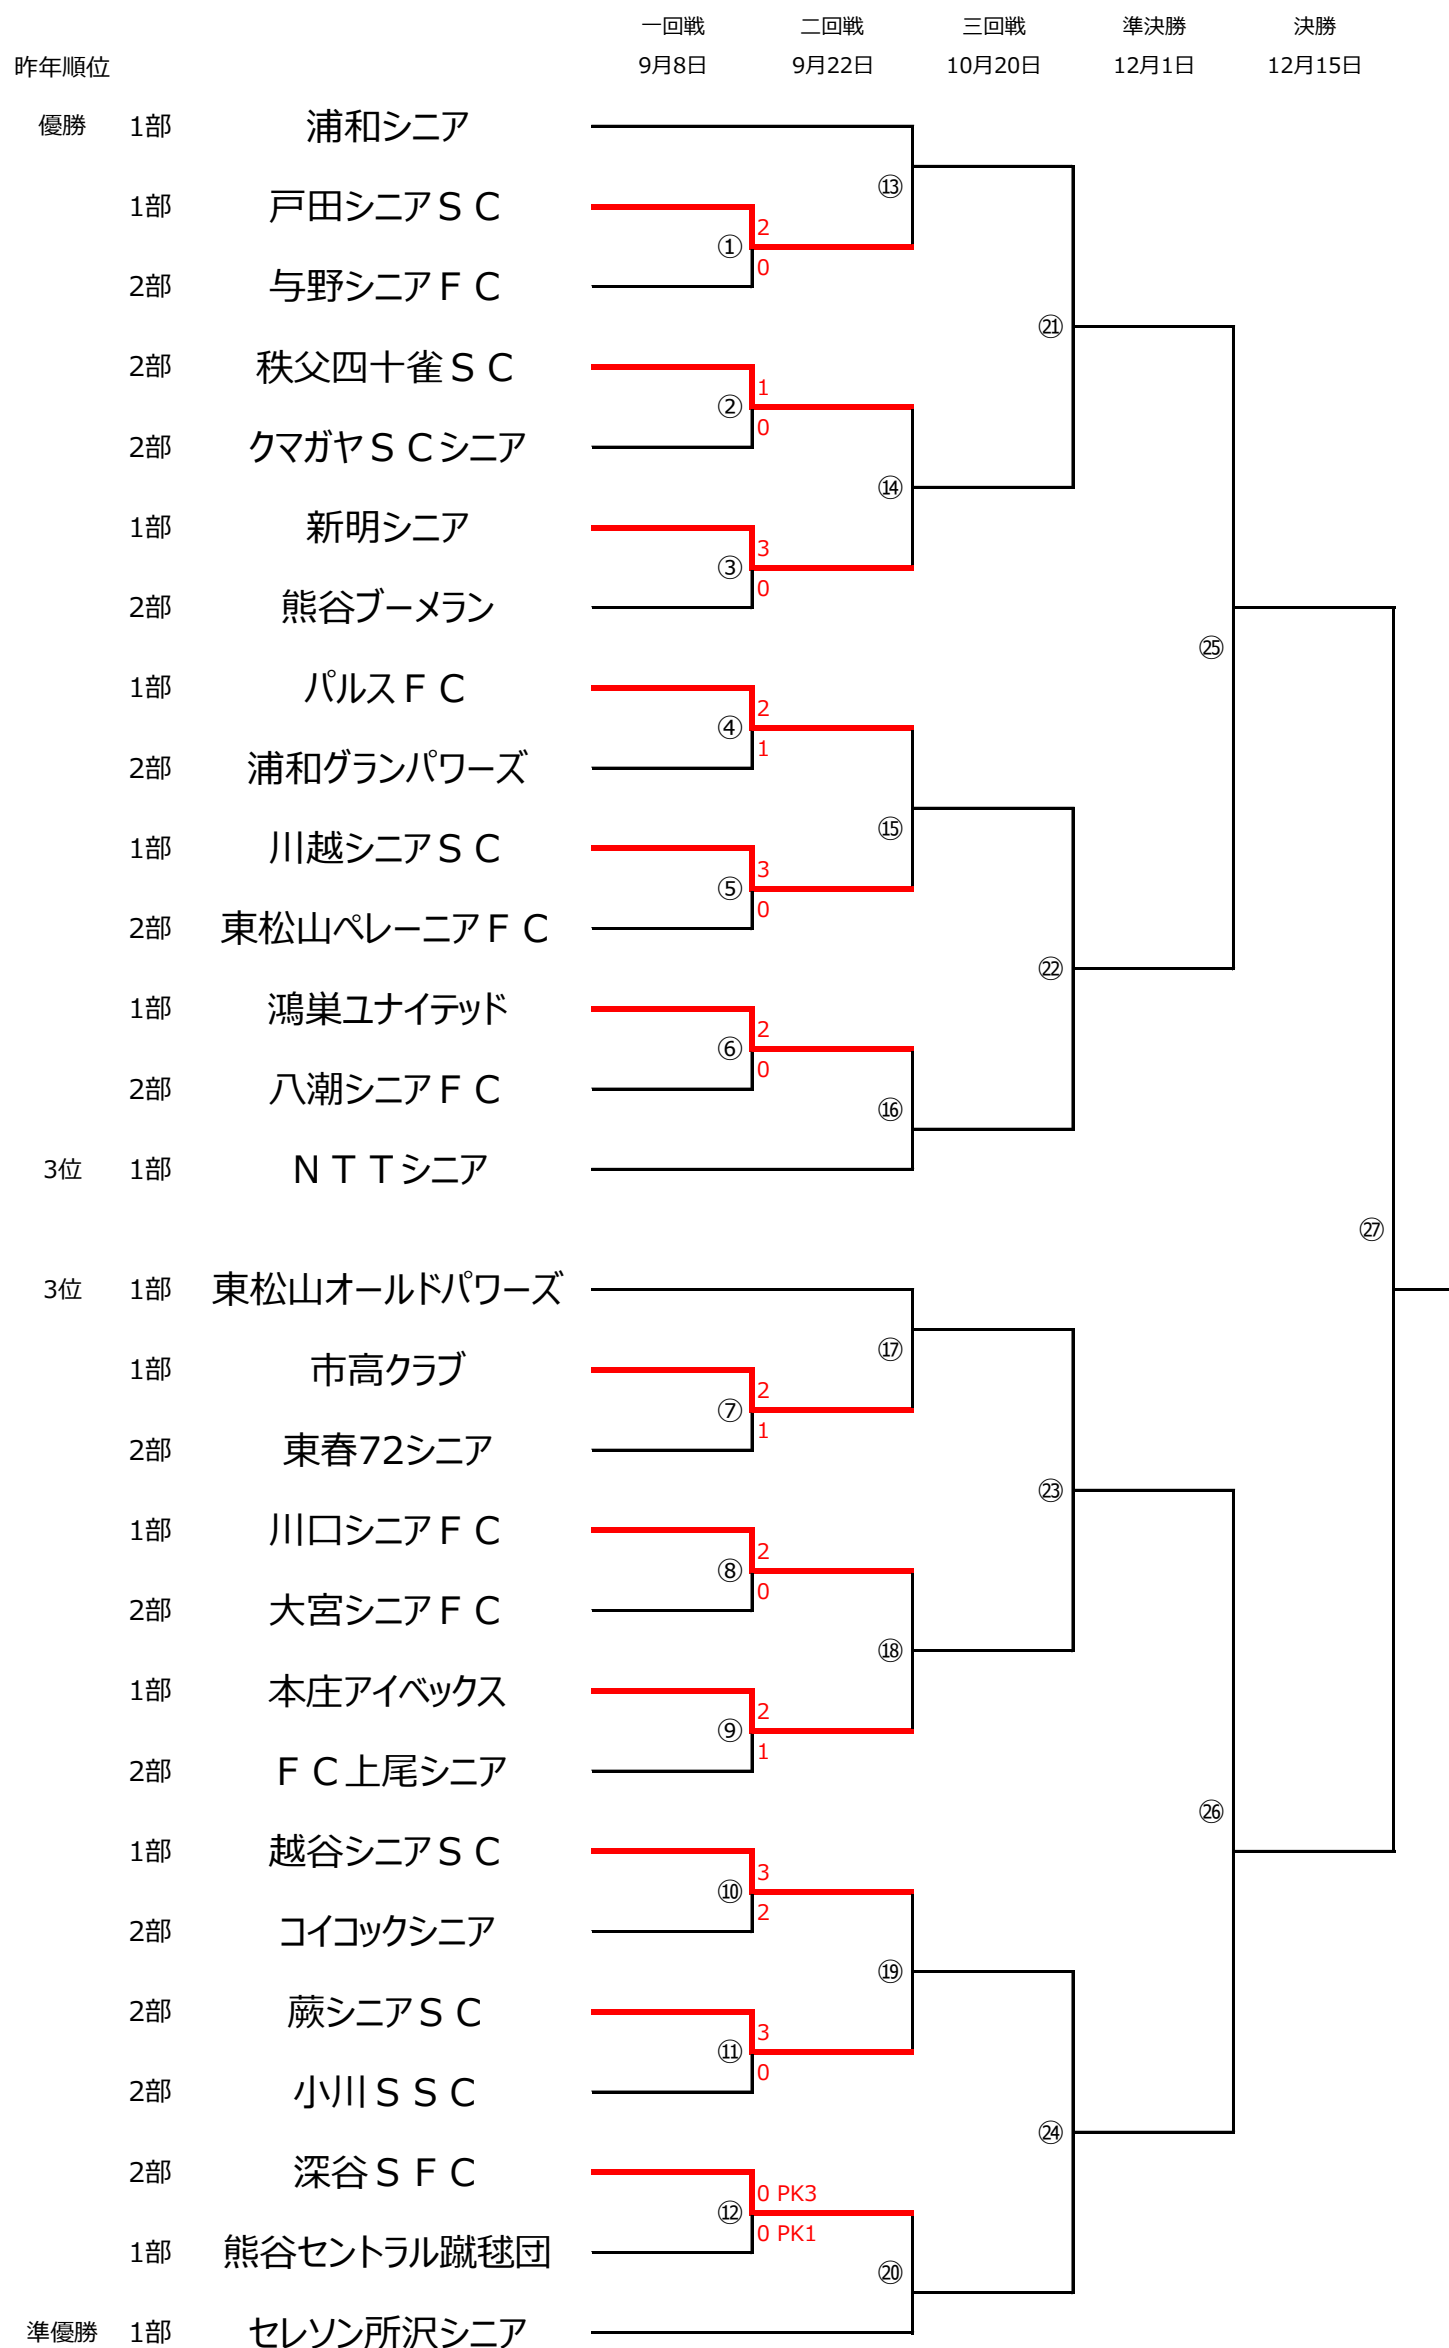 一回戦 二回戦 三回戦 準決勝 決勝
昨年順位 9月8日 9月22日 10月20日 12月1日 12月15日
優勝 1部 浦和シニア
⑬
1部 戸田シニアＳＣ
2
①
0
2部 与野シニアＦＣ
㉑
2部 秩父四十雀ＳＣ
1
②
0
2部 クマガヤＳＣシニア
⑭
1部 新明シニア
3
③
0
2部 熊谷ブーメラン
㉕
1部 パルスＦＣ
2
④
1
2部 浦和グランパワーズ
⑮
1部 川越シニアＳＣ
3
⑤
0
2部 東松山ペレーニアＦＣ
㉒
1部 鴻巣ユナイテッド
2
⑥
0
2部 八潮シニアＦＣ
⑯
3位 1部 ＮＴＴシニア
㉗
3位 1部 東松山オールドパワーズ
⑰
1部 市高クラブ
2
⑦
1
2部 東春72シニア
㉓
1部 川口シニアＦＣ
2
⑧
0
2部 大宮シニアＦＣ
⑱
1部 本庄アイベックス
2
⑨
1
2部 ＦＣ上尾シニア
㉖
1部 越谷シニアＳＣ
3
⑩
2
2部 コイコックシニア
⑲
2部 蕨シニアＳＣ
3
⑪
0
2部 小川ＳＳＣ
㉔
2部 深谷ＳＦＣ
0 PK3
⑫
0 PK1
1部 熊谷セントラル蹴球団
⑳
準優勝 1部 セレソン所沢シニア